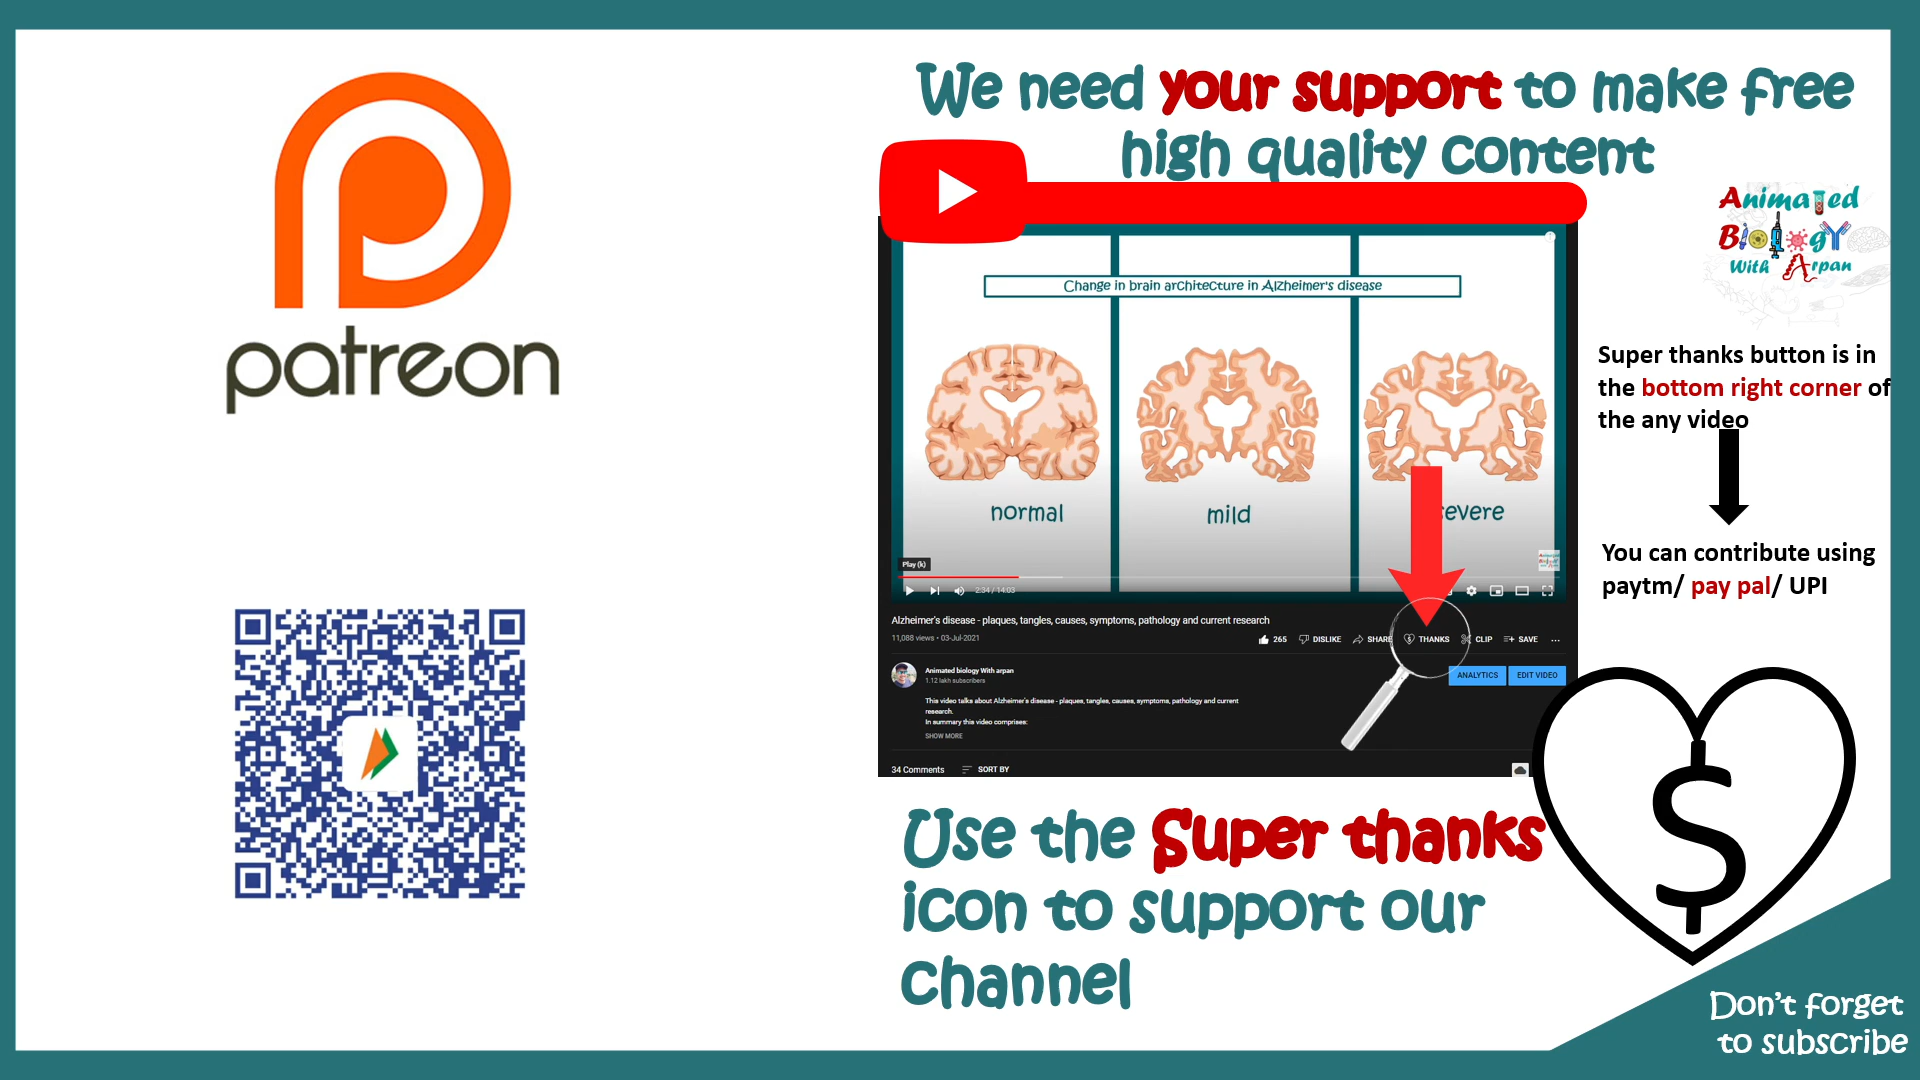 patreon
We need your support to make free
high quality content
Animated
Biology
With Arpan
Change in brain architecture in Alzheimer's disease
normal
mild
severe
Play (k)
2:34 / 14:03
Alzheimer's disease - plaques, tangles, causes, symptoms, pathology and current research
11,088 views • 03-Jul-2021
265 DISLIKE SHARE THANKS CLIP SAVE ...
Animated biology With arpan
1.12 lakh subscribers
ANALYTICS EDIT VIDEO
This video talks about Alzheimer's disease - plaques, tangles, causes, symptoms, pathology and current
research.
In summary this video comprises:
SHOW MORE
34 Comments SORT BY
Super thanks button is in
the bottom right corner of
the any video
You can contribute using
paytm/ pay pal/ UPI
$
Use the Super thanks
icon to support our
channel
Don't forget
to subscribe